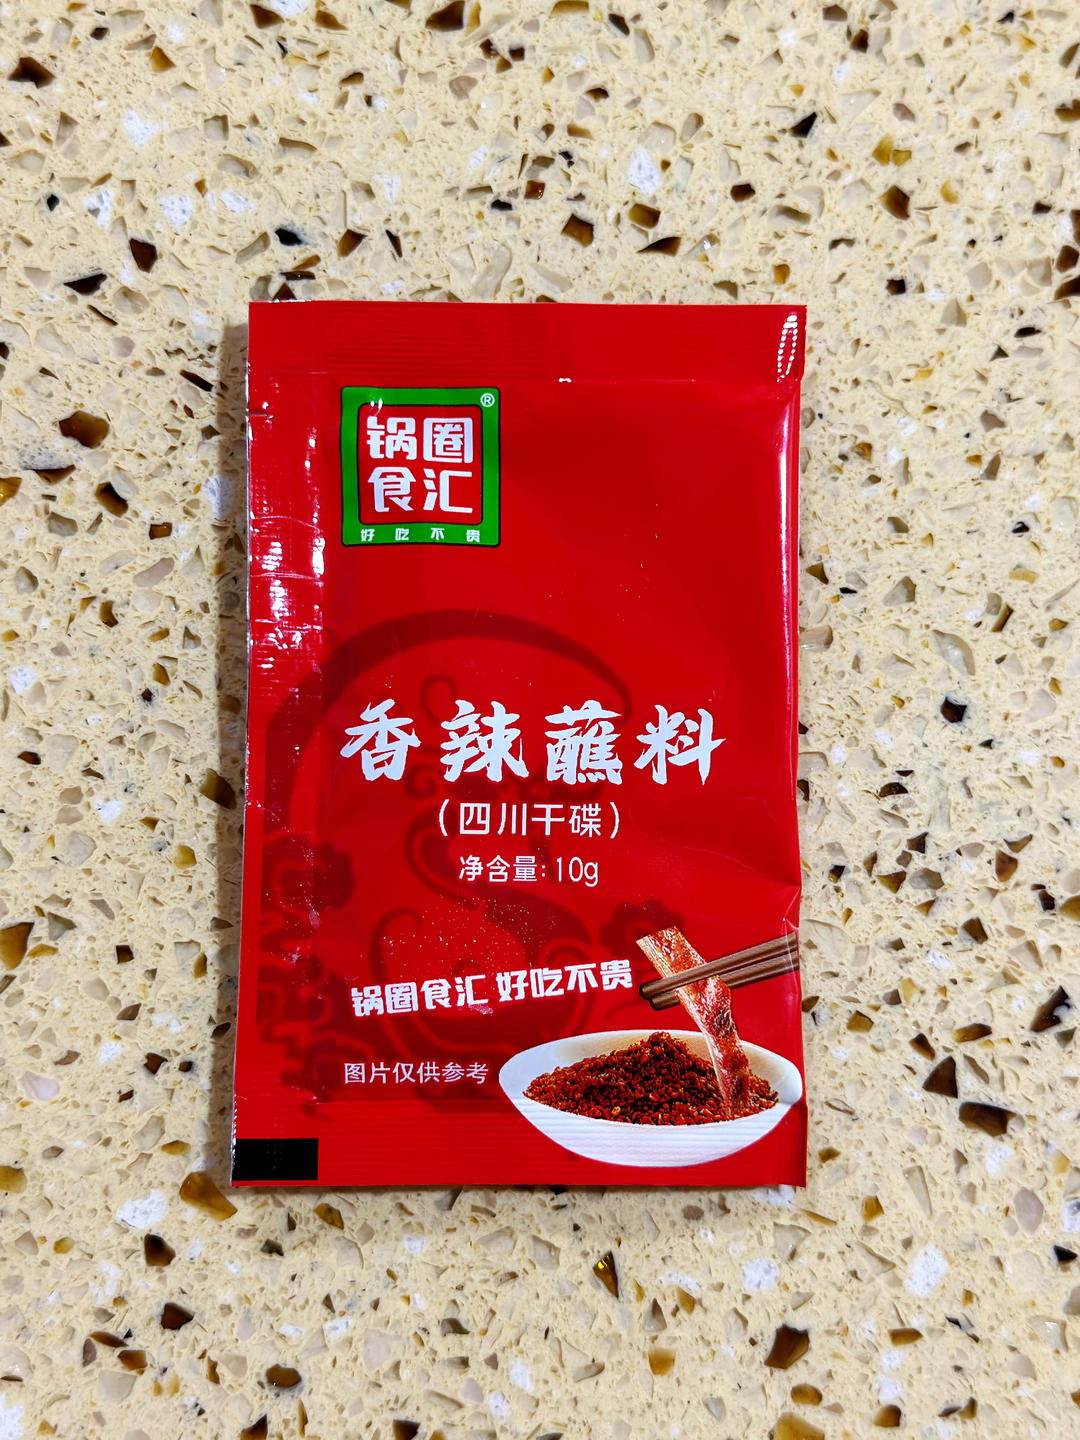 锅圈®
食汇
好吃不贵
香辣蘸料
(四川干碟)
净含量:10g
锅圈食汇 好吃不贵
图片仅供参考